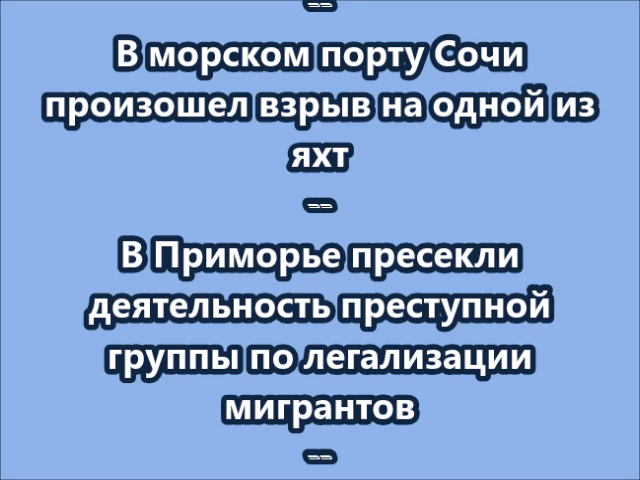 ==
В морском порту Сочи
произошел взрыв на одной из
яхт
==
В Приморье пресекли
деятельность преступной
группы по легализации
мигрантов
==